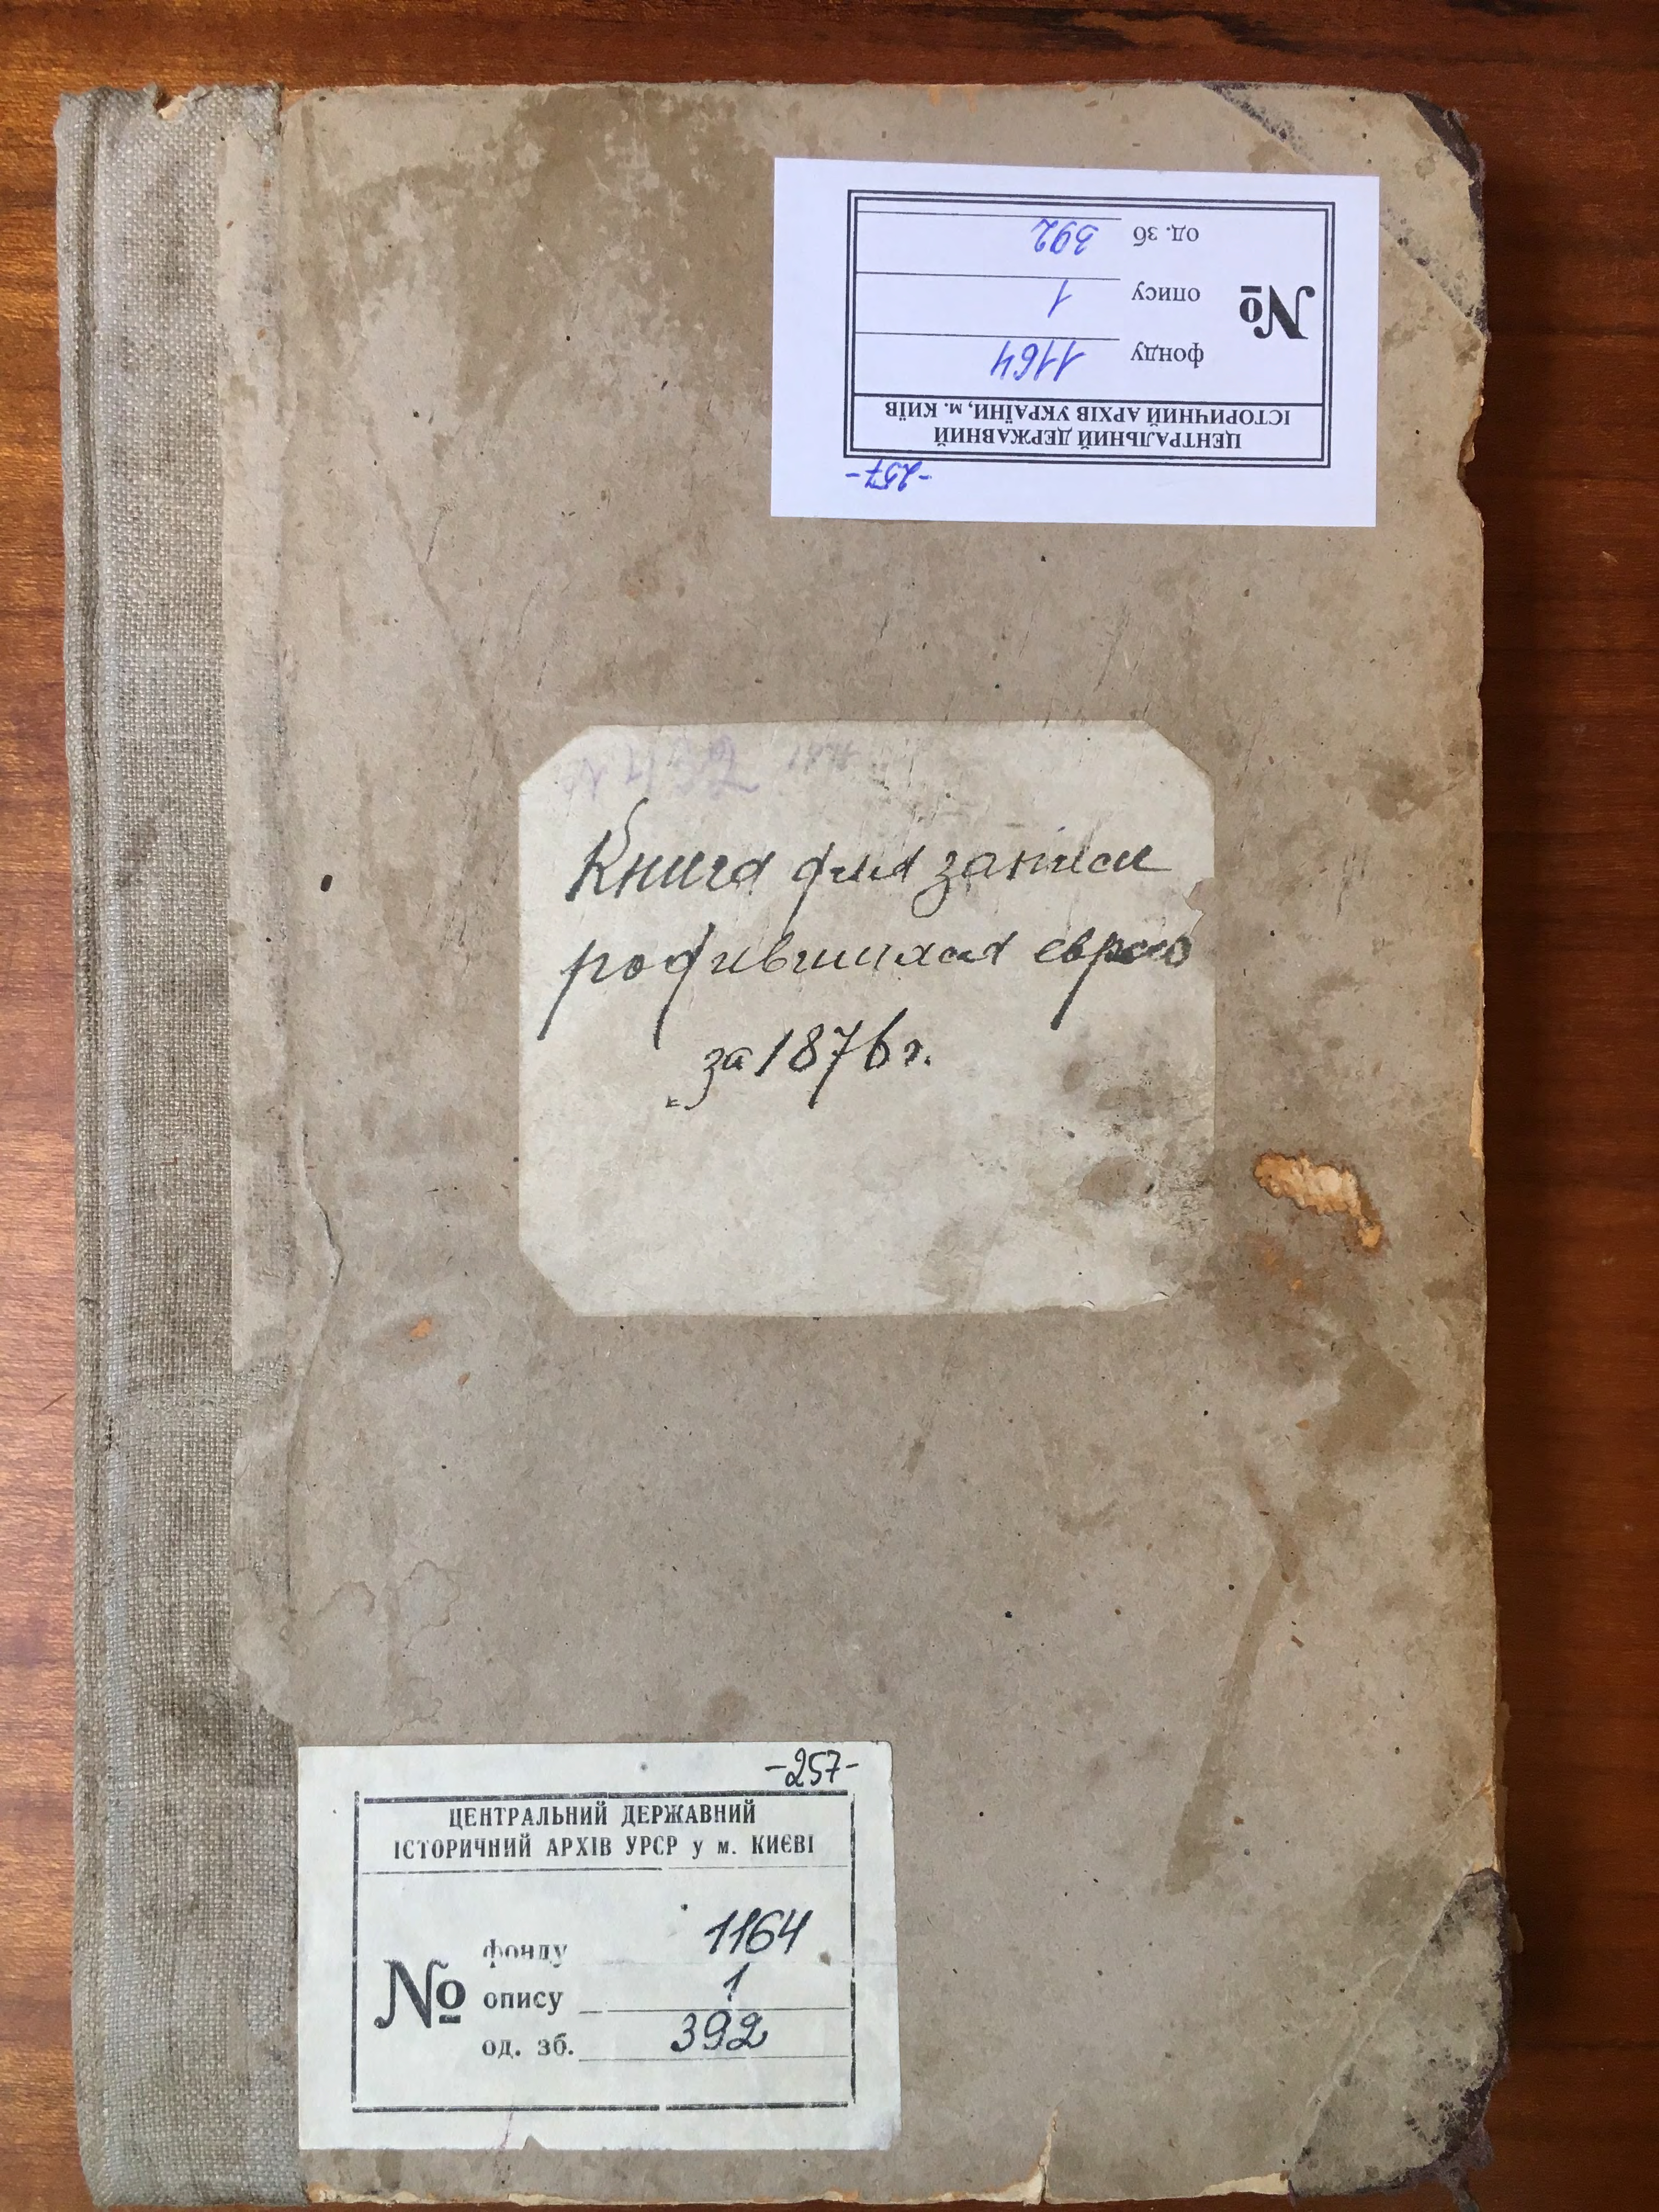 -257-
ЦЕНТРАЛЬНИЙ ДЕРЖАВНИЙ
ІСТОРИЧНИЙ АРХІВ УКРАЇНИ, м. КИЇВ
№
фонду 1164
опису 1
од. зб 392
Книга для записи
родившихся евреев
за 1876 г.
-257-
ЦЕНТРАЛЬНИЙ ДЕРЖАВНИЙ
ІСТОРИЧНИЙ АРХІВ УРСР у м. КИЄВІ
№
фонду 1164
опису 1
од. зб. 392